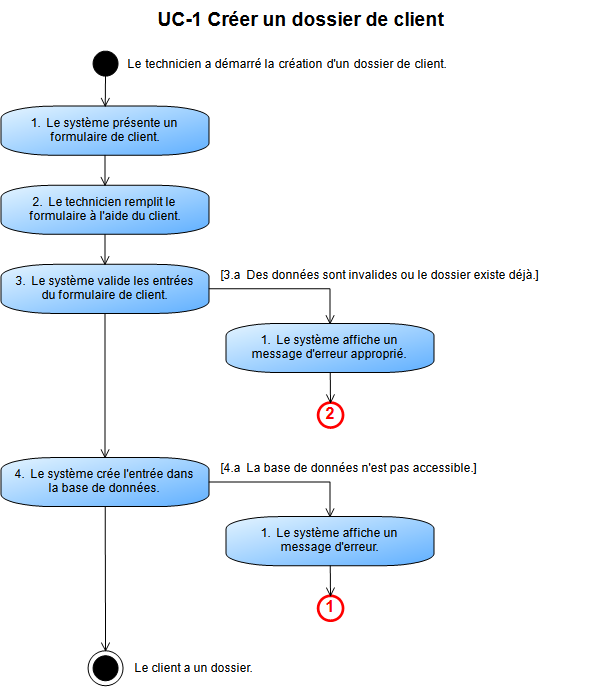 UC-1 Créer un dossier de client
Le technicien a démarré la création d'un dossier de client.
1. Le système présente un
formulaire de client.
2. Le technicien remplit le
formulaire à l'aide du client.
3. Le système valide les entrées
du formulaire de client.
[3.a Des données sont invalides ou le dossier existe déjà.]
1. Le système affiche un
message d'erreur approprié.
2
4. Le système crée l'entrée dans
la base de données.
[4.a La base de données n'est pas accessible.]
1. Le système affiche un
message d'erreur.
1
Le client a un dossier.